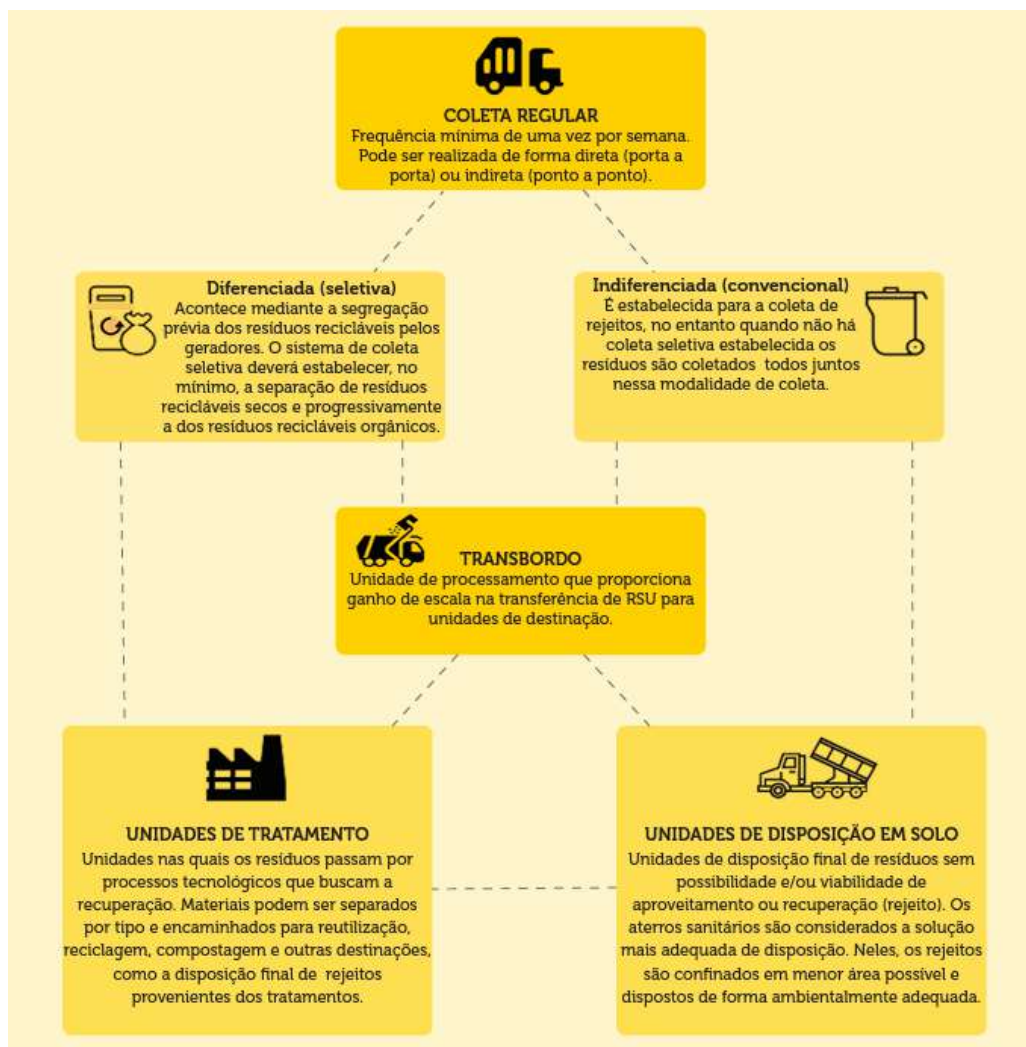 COLETA REGULAR
Frequência mínima de uma vez por semana.
Pode ser realizada de forma direta (porta a
porta) ou indireta (ponto a ponto).
Diferenciada (seletiva)
Acontece mediante a segregação
prévia dos resíduos recicláveis pelos
geradores. O sistema de coleta
seletiva deverá estabelecer, no
mínimo, a separação de resíduos
recicláveis secos e progressivamente
a dos resíduos recicláveis orgânicos.
Indiferenciada (convencional)
É estabelecida para a coleta de
rejeitos, no entanto quando não há
coleta seletiva estabelecida os
resíduos são coletados todos juntos
nessa modalidade de coleta.
TRANSBORDO
Unidade de processamento que proporciona
ganho de escala na transferência de RSU para
unidades de destinação.
UNIDADES DE TRATAMENTO
Unidades nas quais os resíduos passam por
processos tecnológicos que buscam a
recuperação. Materiais podem ser separados
por tipo e encaminhados para reutilização,
reciclagem, compostagem e outras destinações,
como a disposição final de rejeitos
provenientes dos tratamentos.
UNIDADES DE DISPOSIÇÃO EM SOLO
Unidades de disposição final de resíduos sem
possibilidade e/ou viabilidade de
aproveitamento ou recuperação (rejeito). Os
aterros sanitários são considerados a solução
mais adequada de disposição. Neles, os rejeitos
são confinados em menor área possível e
dispostos de forma ambientalmente adequada.